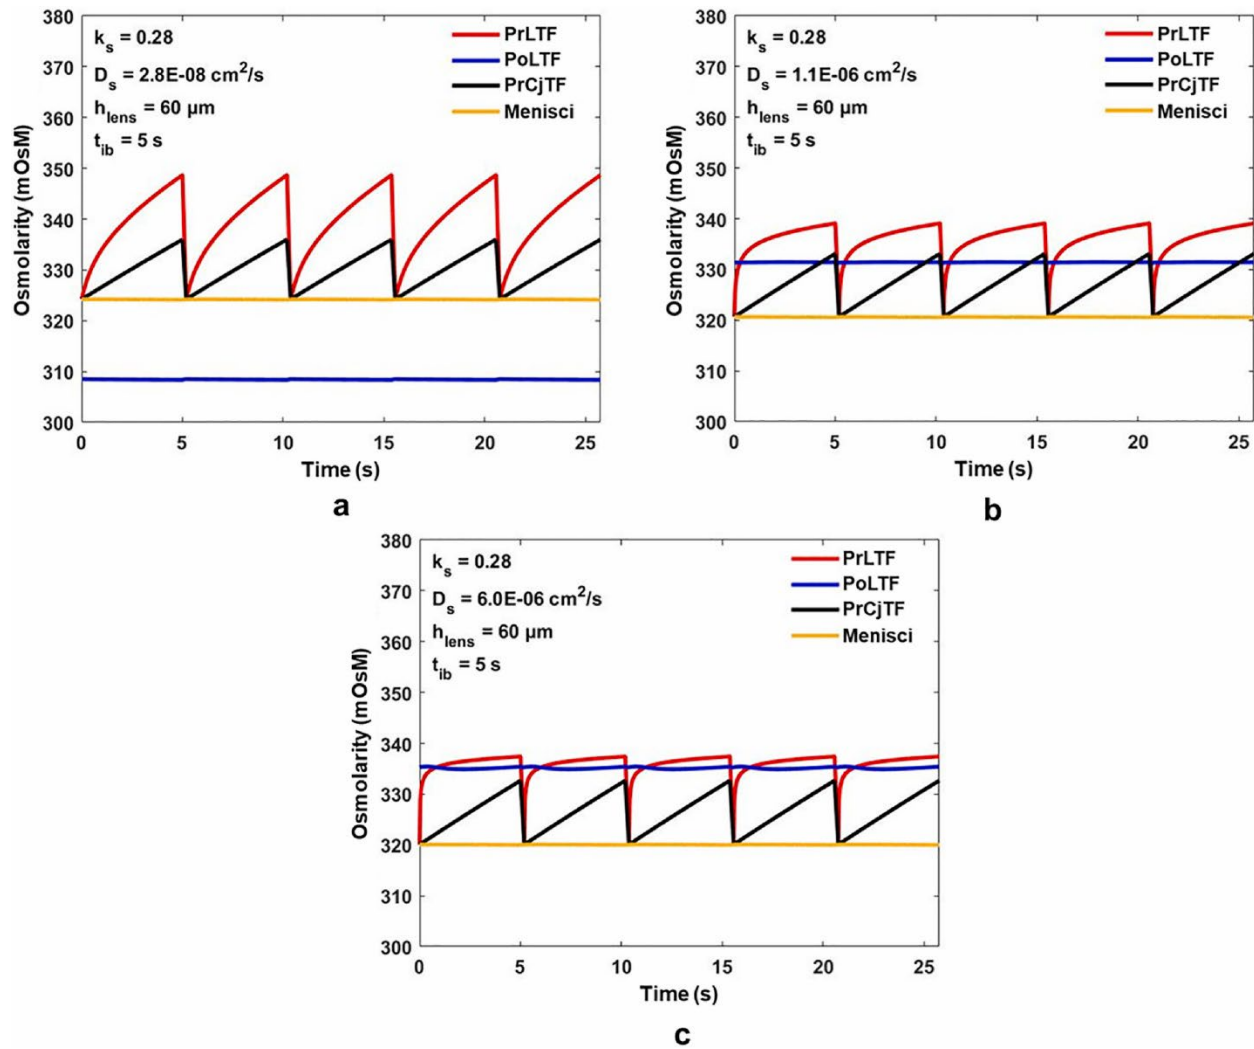 380
370
360
350
340
330
320
310
300
Osmolarity (mOsM)
k_s = 0.28
D_s = 2.8E-08 cm²/s
h_lens = 60 µm
t_ib = 5 s
PrLTF
PoLTF
PrCjTF
Menisci
0 5 10 15 20 25
Time (s)
a
380
370
360
350
340
330
320
310
300
Osmolarity (mOsM)
k_s = 0.28
D_s = 1.1E-06 cm²/s
h_lens = 60 µm
t_ib = 5 s
PrLTF
PoLTF
PrCjTF
Menisci
0 5 10 15 20 25
Time (s)
b
380
370
360
350
340
330
320
310
300
Osmolarity (mOsM)
k_s = 0.28
D_s = 6.0E-06 cm²/s
h_lens = 60 µm
t_ib = 5 s
PrLTF
PoLTF
PrCjTF
Menisci
0 5 10 15 20 25
Time (s)
c